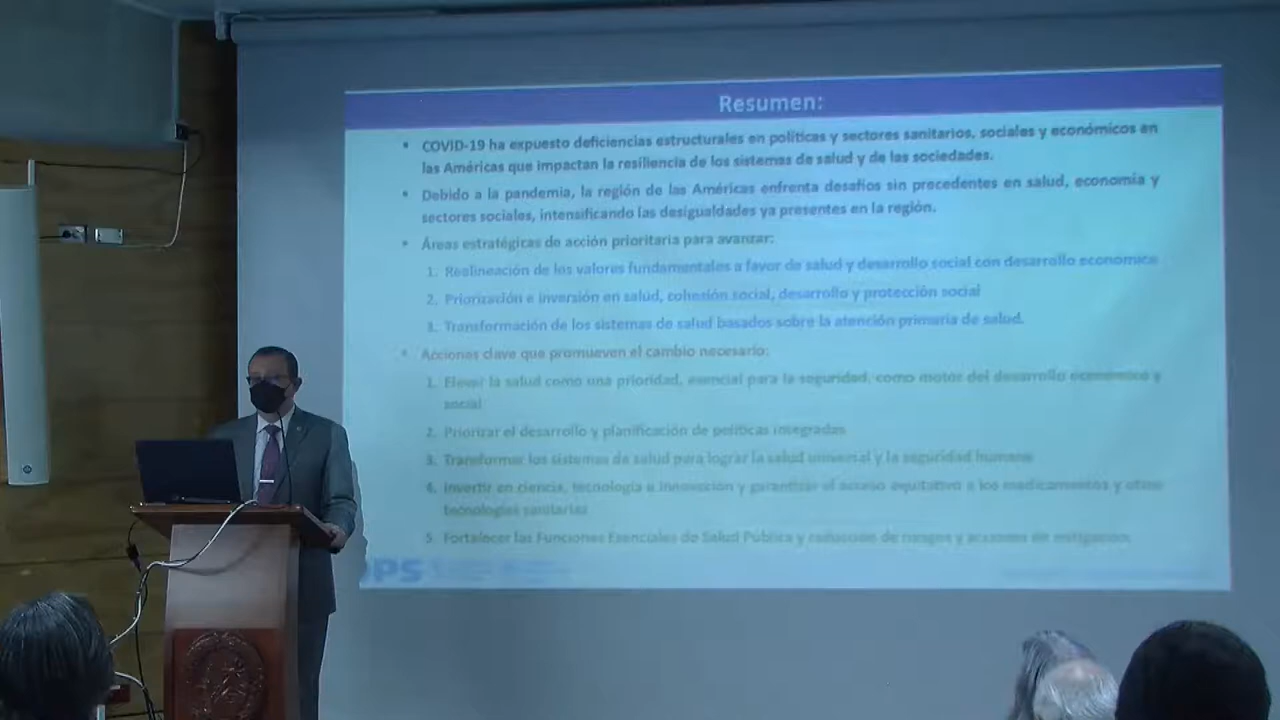 Resumen:
• COVID-19 ha expuesto deficiencias estructurales en políticas y sectores sanitarios, sociales y económicos en
las Américas que impactan la resiliencia de los sistemas de salud y de las sociedades.
• Debido a la pandemia, la región de las Américas enfrenta desafíos sin precedentes en salud, economía y
sectores sociales, intensificando las desigualdades ya presentes en la región.
• Áreas estratégicas de acción prioritaria para avanzar:
1. Realineación de los valores fundamentales a favor de salud y desarrollo social con desarrollo económico
2. Priorización e inversión en salud, cohesión social, desarrollo y protección social
3. Transformación de los sistemas de salud basados sobre la atención primaria de salud.
• Acciones clave que promueven el cambio necesario:
1. Elevar la salud como una prioridad, esencial para la seguridad, como motor del desarrollo económico y
social
2. Priorizar el desarrollo y planificación de políticas integradas
3. Transformar los sistemas de salud para lograr la salud universal y la seguridad humana
4. Invertir en ciencia, tecnología e innovación y garantizar el acceso equitativo a los medicamentos y otras
tecnologías sanitarias
5. Fortalecer las Funciones Esenciales de Salud Pública y reducción de riesgos y acciones de mitigación.
OPS